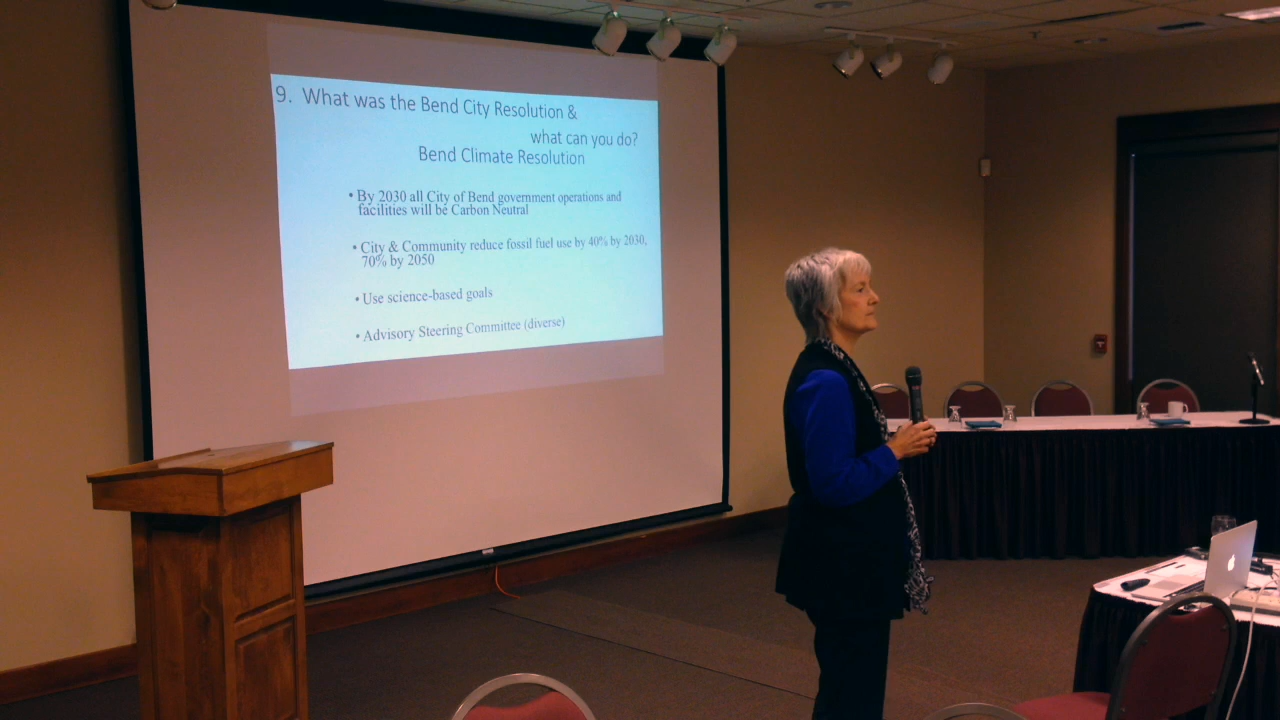 9. What was the Bend City Resolution &
what can you do?
Bend Climate Resolution
• By 2030 all City of Bend government operations and
facilities will be Carbon Neutral
• City & Community reduce fossil fuel use by 40% by 2030,
70% by 2050
• Use science-based goals
• Advisory Steering Committee (diverse)